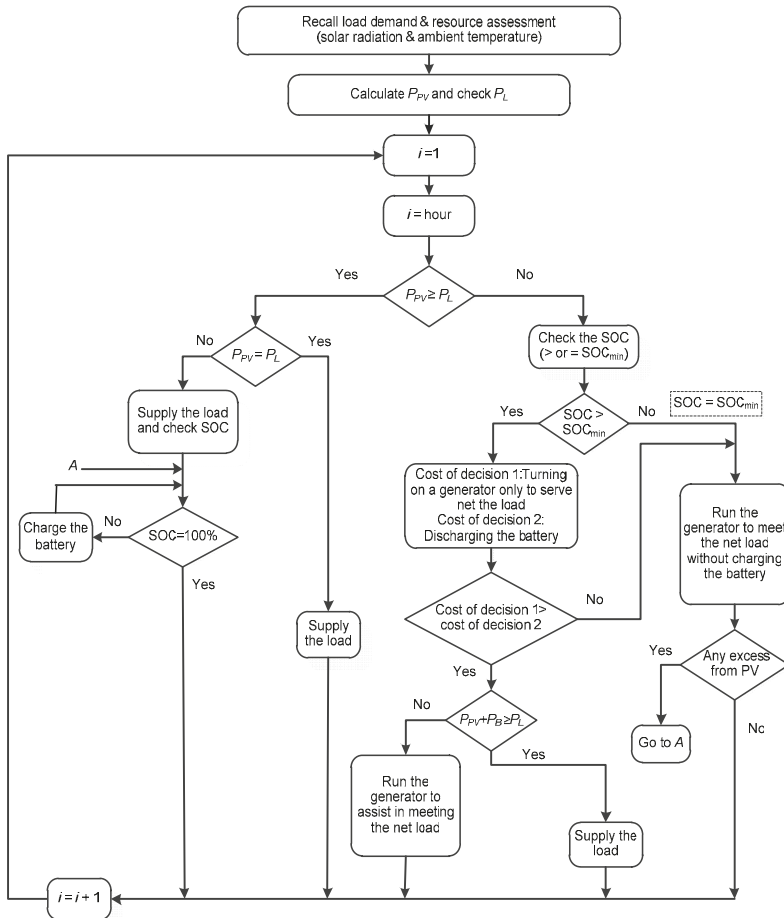 Recall load demand & resource assessment
(solar radiation & ambient temperature)
Calculate PPV and check PL
i=1
i = hour
Yes
No
PPV ≥ PL
No
Yes
PPV = PL
Check the SOC
(> or = SOCmin)
Supply the load
and check SOC
Yes
SOC >
SOCmin
No
SOC = SOCmin
A
Cost of decision 1:Turning
on a generator only to serve
net the load
Cost of decision 2:
Discharging the battery
Charge the
battery
No
SOC=100%
Yes
Run the
generator to meet
the net load
without charging
the battery
Supply
the load
Cost of decision 1>
cost of decision 2
No
Yes
Yes
Any excess
from PV
No
Go to A
No
PPV+PB≥PL
Yes
Run the
generator to
assist in meeting
the net load
Supply the
load
i = i + 1